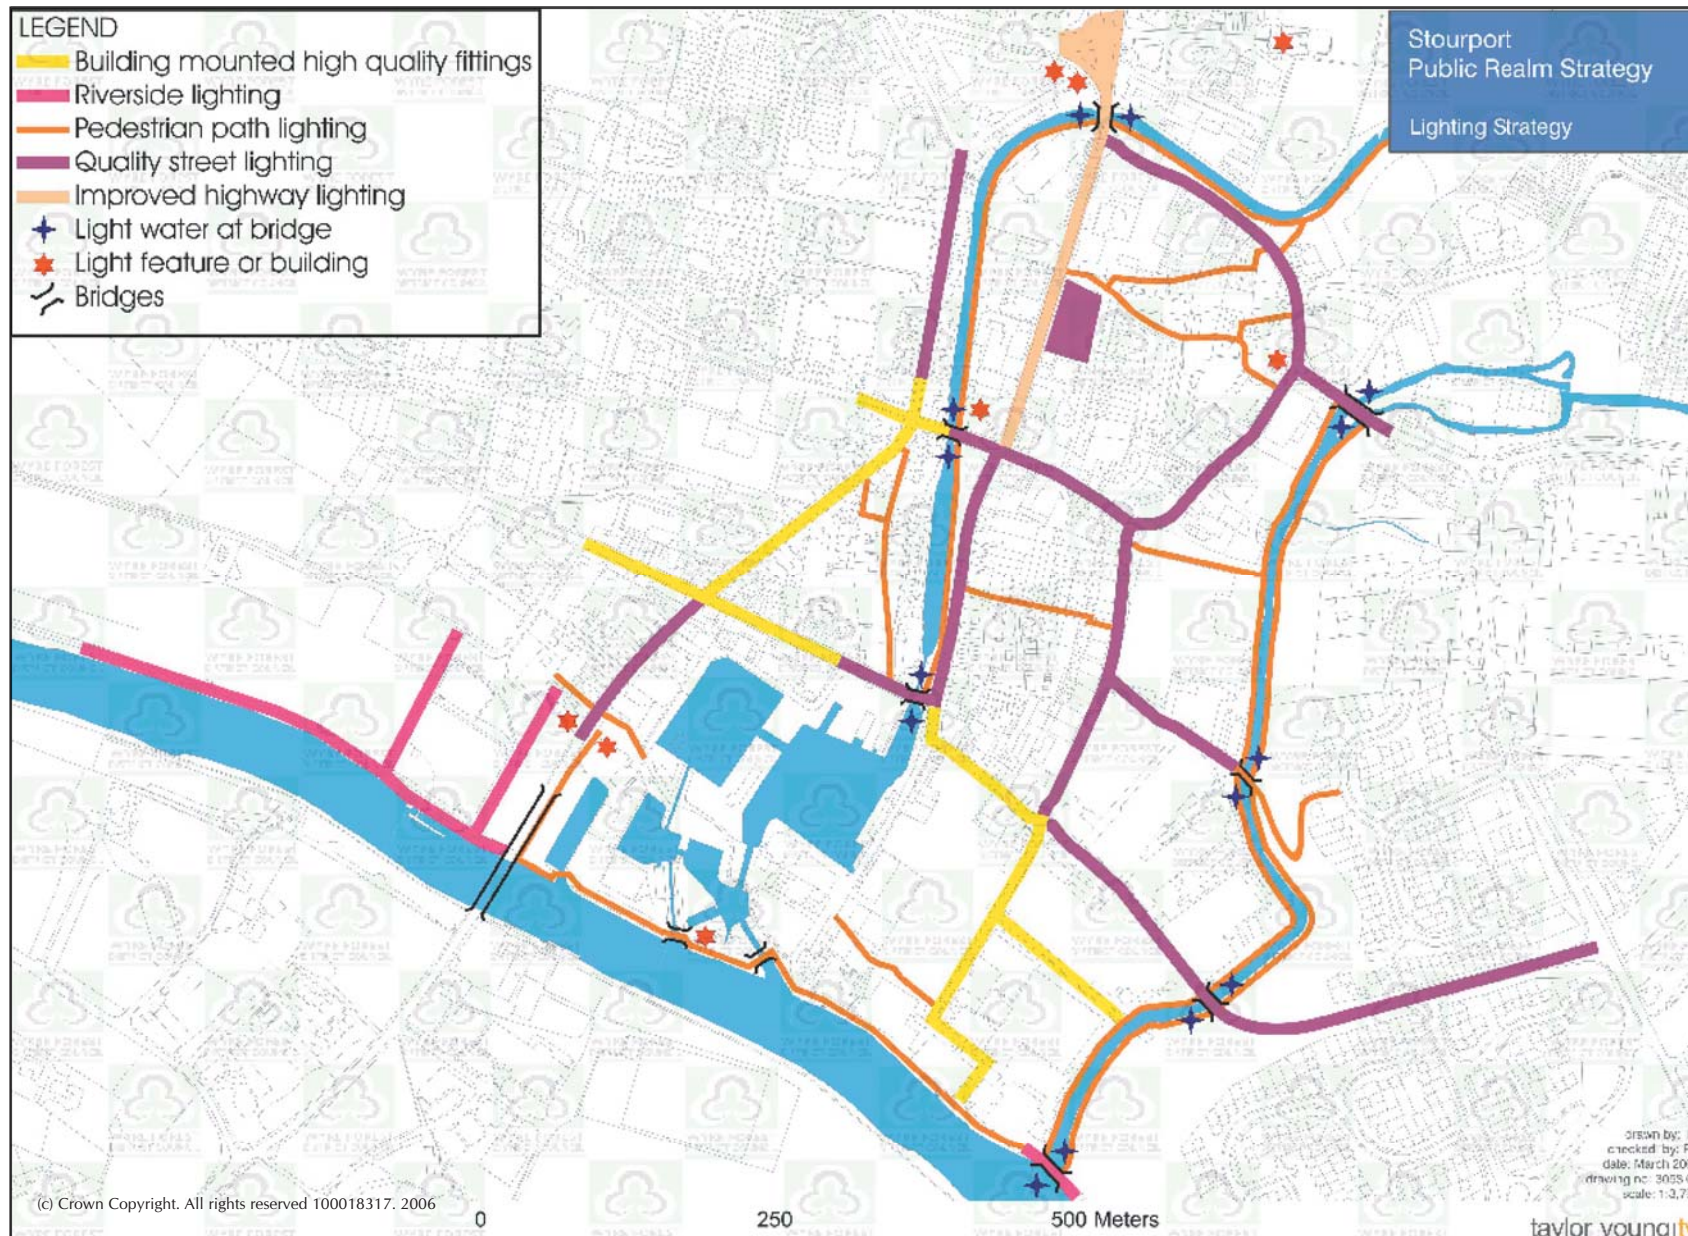 LEGEND
Building mounted high quality fittings
Riverside lighting
Pedestrian path lighting
Quality street lighting
Improved highway lighting
Light water at bridge
Light feature or building
Bridges
Stourport
Public Realm Strategy
Lighting Strategy
drawn by:
checked by:
date: March
drawing no:
scale:
(c) Crown Copyright. All rights reserved 100018317. 2006
0 250 500 Meters
taylor young